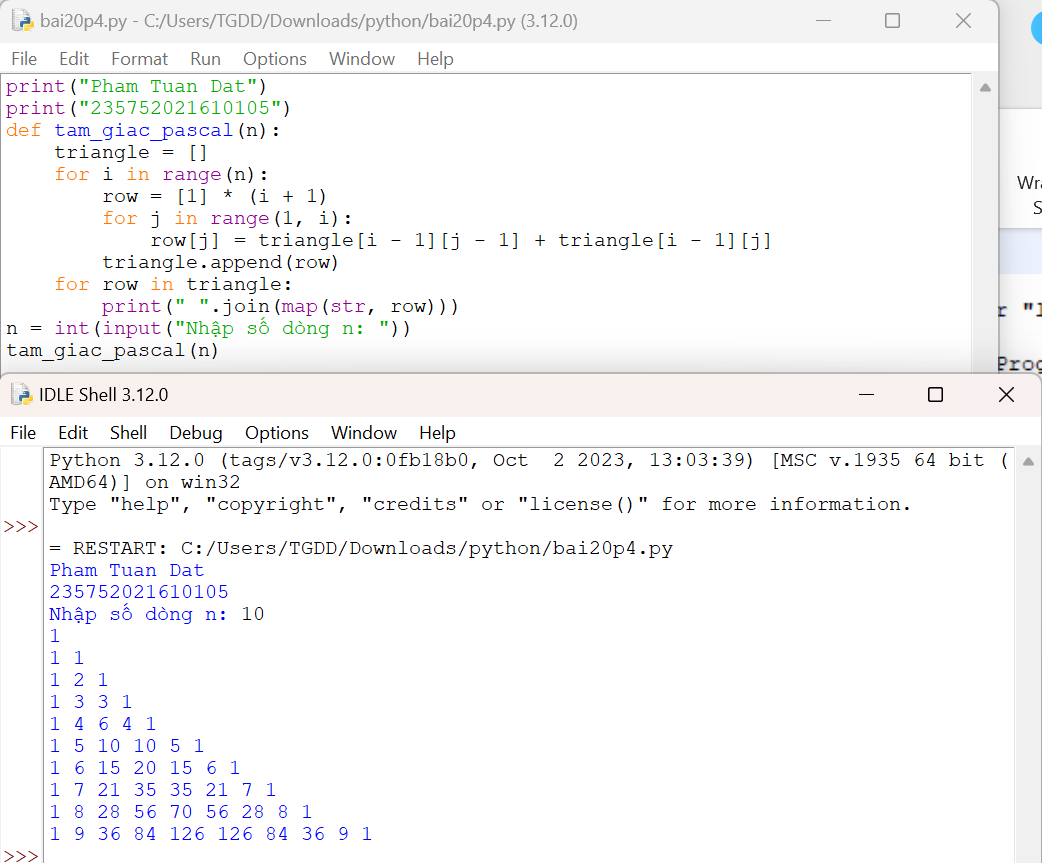 bai20p4.py - C:/Users/TGDD/Downloads/python/bai20p4.py (3.12.0)
File Edit Format Run Options Window Help
print("Pham Tuan Dat")
print("235752021610105")
def tam_giac_pascal(n):
    triangle = []
    for i in range(n):
        row = [1] * (i + 1)
        for j in range(1, i):
            row[j] = triangle[i - 1][j - 1] + triangle[i - 1][j]
        triangle.append(row)
    for row in triangle:
        print(" ".join(map(str, row)))
n = int(input("Nhập số dòng n: "))
tam_giac_pascal(n)
IDLE Shell 3.12.0
File Edit Shell Debug Options Window Help
Python 3.12.0 (tags/v3.12.0:0fb18b0, Oct  2 2023, 13:03:39) [MSC v.1935 64 bit (
AMD64)] on win32
Type "help", "copyright", "credits" or "license()" for more information.
>>>
= RESTART: C:/Users/TGDD/Downloads/python/bai20p4.py
Pham Tuan Dat
235752021610105
Nhập số dòng n: 10
1
1 1
1 2 1
1 3 3 1
1 4 6 4 1
1 5 10 10 5 1
1 6 15 20 15 6 1
1 7 21 35 35 21 7 1
1 8 28 56 70 56 28 8 1
1 9 36 84 126 126 84 36 9 1
>>>